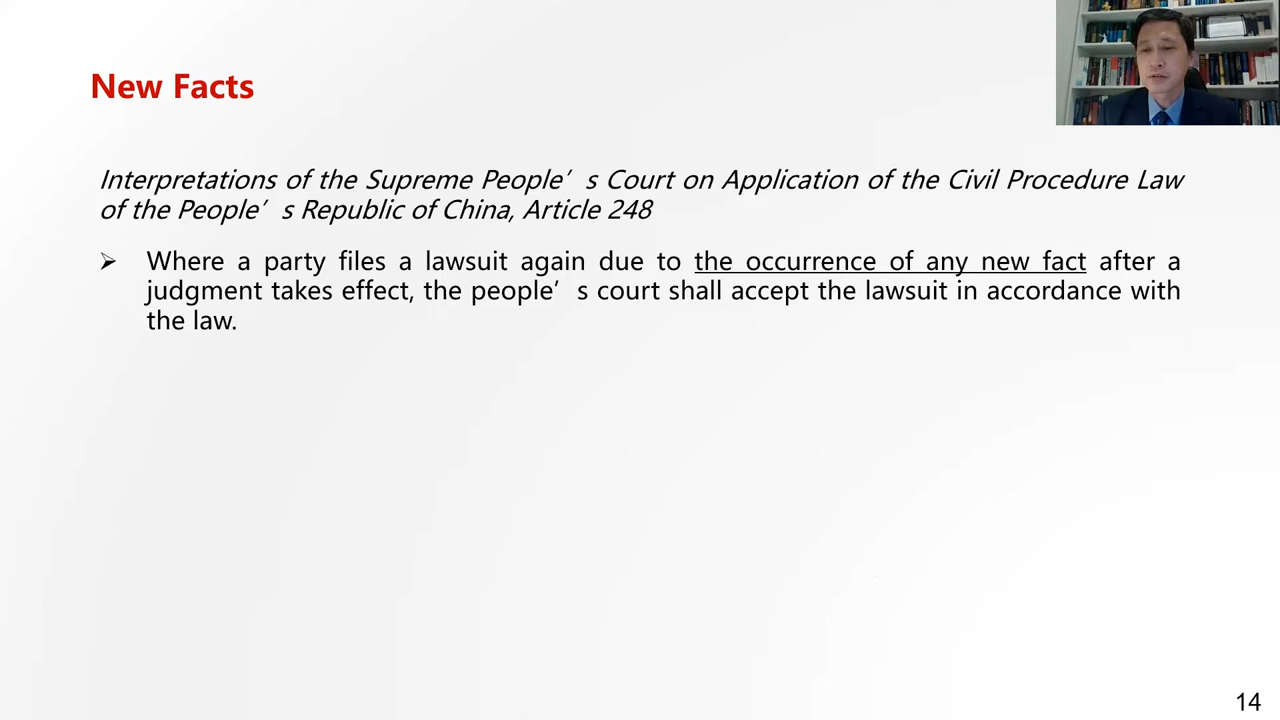 New Facts
Interpretations of the Supreme People’s Court on Application of the Civil Procedure Law
of the People’s Republic of China, Article 248
➢ Where a party files a lawsuit again due to the occurrence of any new fact after a
judgment takes effect, the people’s court shall accept the lawsuit in accordance with
the law.
14